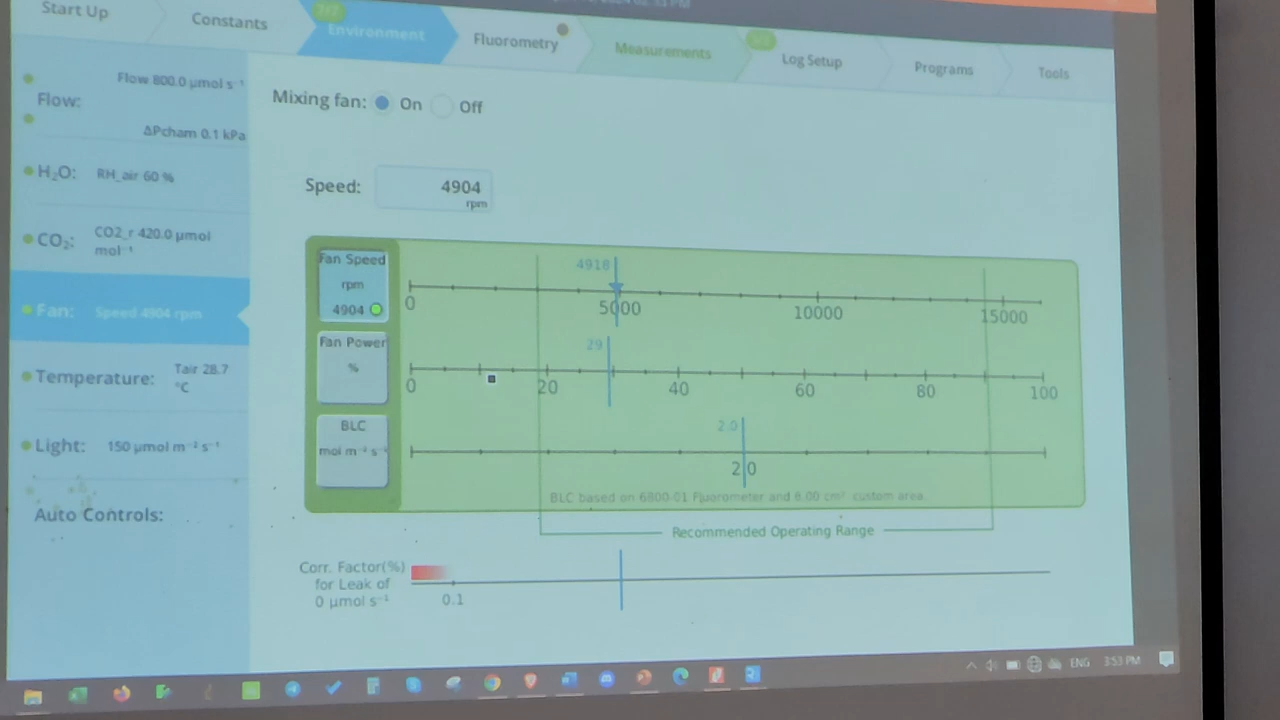 Start Up
Constants
Environment
Fluorometry
Measurements
Log Setup
Programs
Tools
Flow 800.0 µmol s⁻¹
Flow:
ΔPcham 0.1 kPa
H₂O: RH_air 60 %
CO₂: CO2_r 420.0 µmol
mol⁻¹
Fan: Speed 4904 rpm
Temperature: Tair 28.7
°C
Light: 150 µmol m⁻² s⁻¹
Auto Controls:
Mixing fan: On Off
Speed: 4904
rpm
Fan Speed
rpm
4904
4918
0 5000 10000 15000
Fan Power
%
29
0 20 40 60 80 100
BLC
mol m⁻² s⁻¹
2.0
2.0
BLC based on 6800-01 Fluorometer and 6.00 cm² custom area.
Recommended Operating Range
Corr. Factor(%)
for Leak of
0 µmol s⁻¹
0.1
ENG 3:53 PM